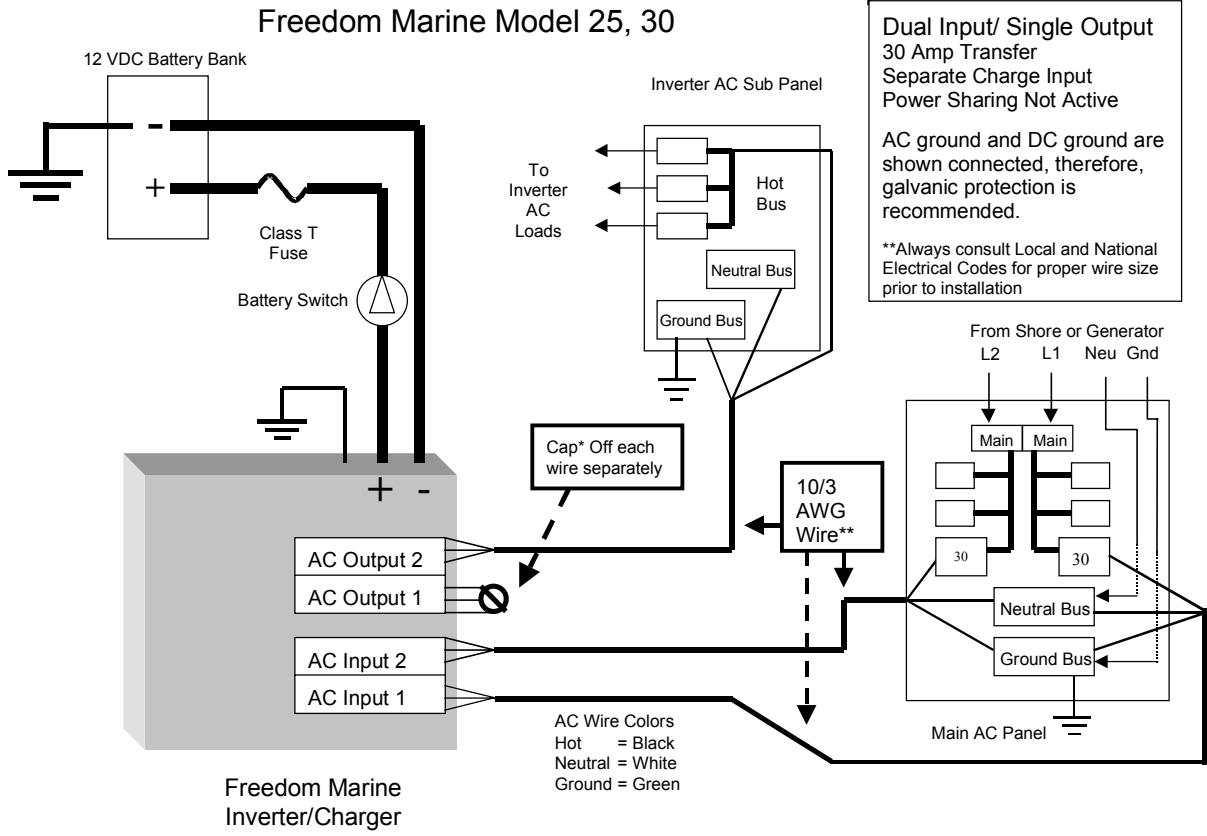 Freedom Marine Model 25, 30
Dual Input/ Single Output
30 Amp Transfer
Separate Charge Input
Power Sharing Not Active
AC ground and DC ground are
shown connected, therefore,
galvanic protection is
recommended.
**Always consult Local and National
Electrical Codes for proper wire size
prior to installation
12 VDC Battery Bank
-
+
Class T
Fuse
Battery Switch
Inverter AC Sub Panel
To
Inverter
AC
Loads
Hot
Bus
Neutral Bus
Ground Bus
From Shore or Generator
L2 L1 Neu Gnd
Main Main
30 30
Neutral Bus
Ground Bus
Main AC Panel
Cap* Off each
wire separately
10/3
AWG
Wire**
+ -
AC Output 2
AC Output 1
AC Input 2
AC Input 1
AC Wire Colors
Hot = Black
Neutral = White
Ground = Green
Freedom Marine
Inverter/Charger